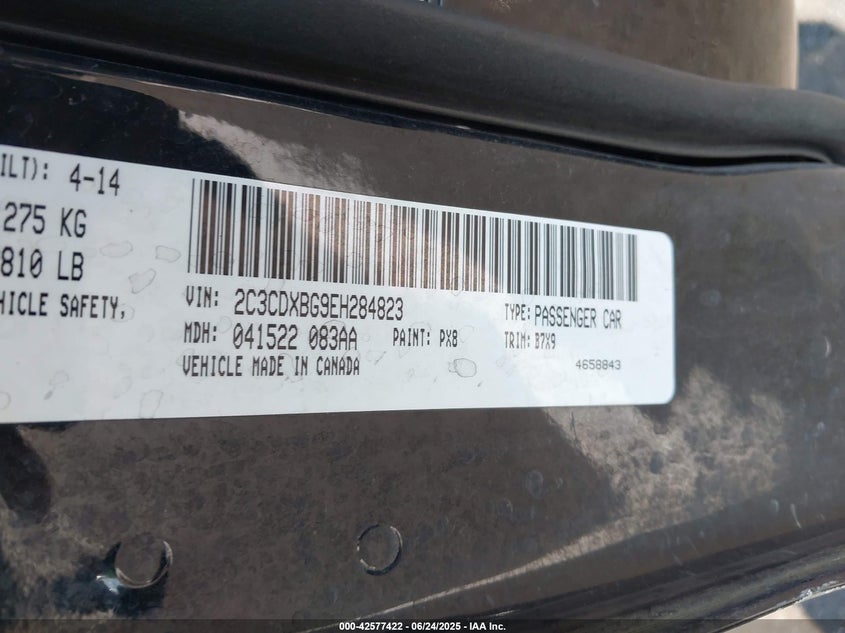 ILT): 4-14
275 KG
810 LB
HICLE SAFETY,
VIN: 2C3CDXBG9EH284823 TYPE: PASSENGER CAR
MDH: 041522 083AA PAINT: PX8 TRIM: B7X9
VEHICLE MADE IN CANADA 4658843
000-42577422 - 06/24/2025 - IAA Inc.